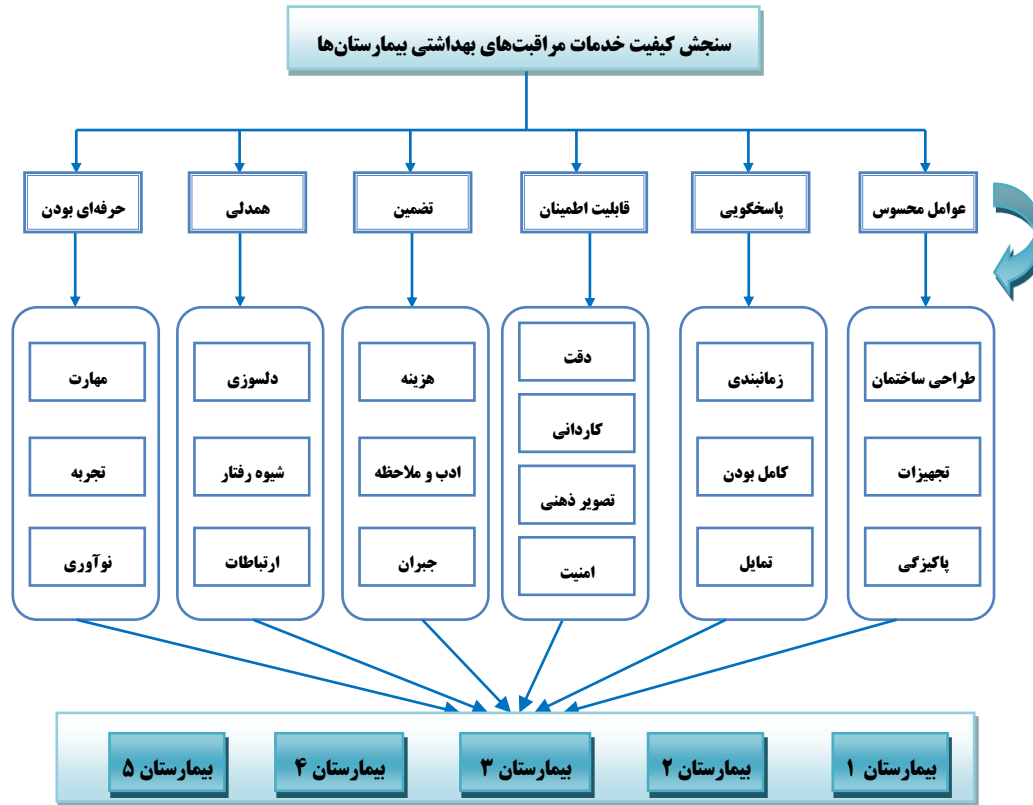 سنجش کیفیت خدمات مراقبت‌های بهداشتی بیمارستان‌ها
عوامل محسوس
پاسخگویی
قابلیت اطمینان
تضمین
همدلی
حرفه‌ای بودن
طراحی ساختمان
تجهیزات
پاکیزگی
زمانبندی
کامل بودن
تمایل
دقت
کاردانی
تصویر ذهنی
امنیت
هزینه
ادب و ملاحظه
جبران
دلسوزی
شیوه رفتار
ارتباطات
مهارت
تجربه
نوآوری
بیمارستان ۱
بیمارستان ۲
بیمارستان ۳
بیمارستان ۴
بیمارستان ۵